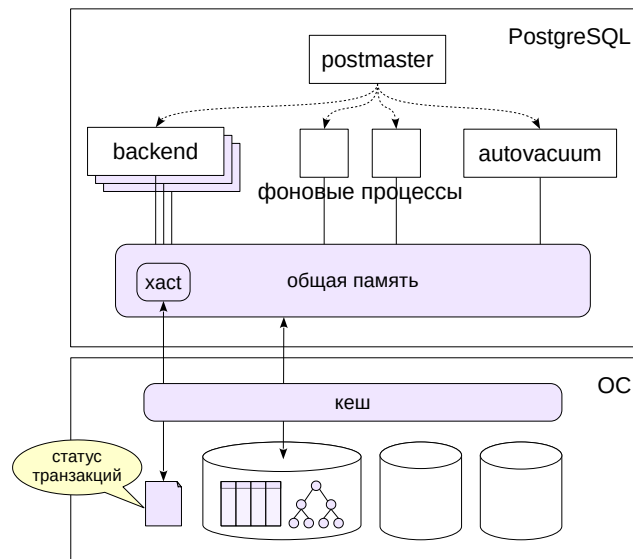 PostgreSQL
postmaster
backend
autovacuum
фоновые процессы
xact
общая память
ОС
кеш
статус
транзакций